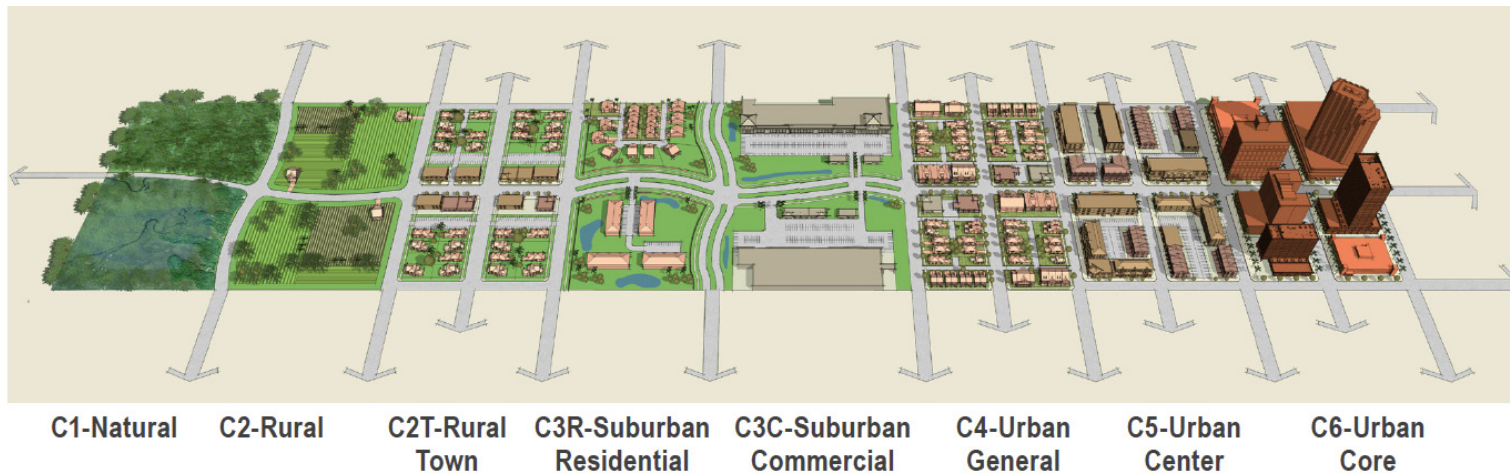 C1-Natural C2-Rural C2T-Rural C3R-Suburban C3C-Suburban C4-Urban C5-Urban C6-Urban
Town Residential Commercial General Center Core